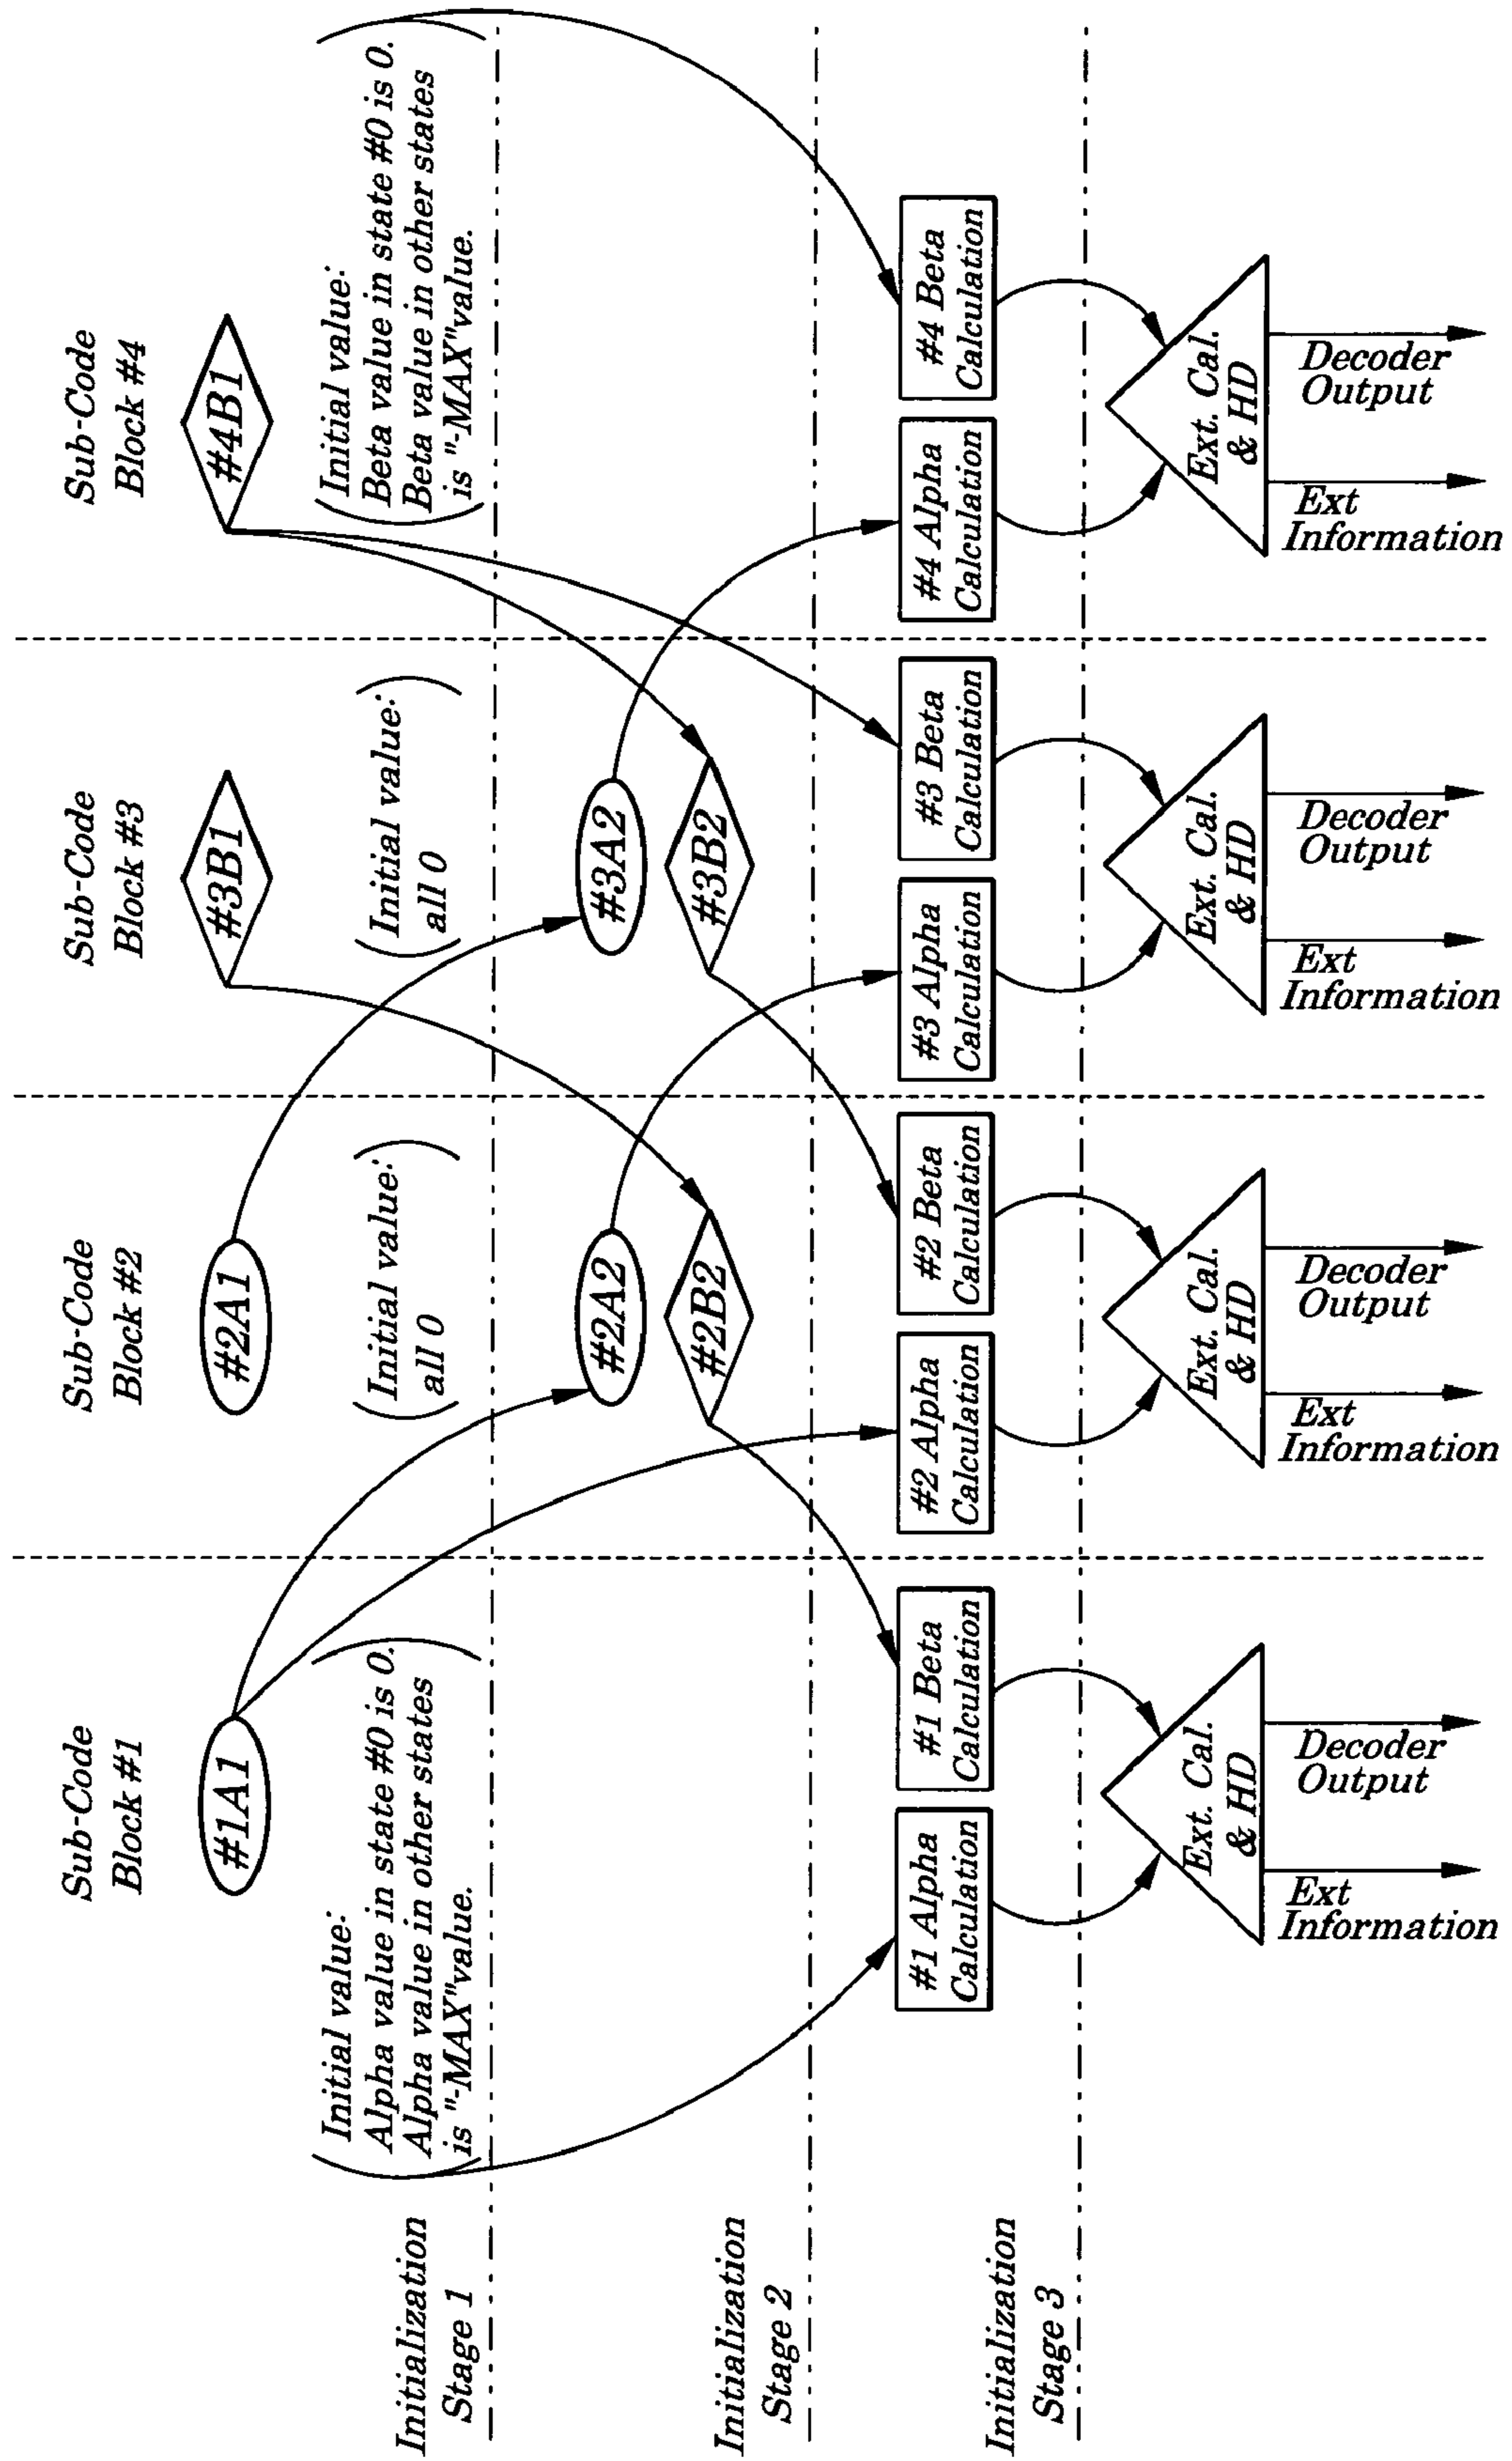 Sub-Code
Block #1
Sub-Code
Block #2
Sub-Code
Block #3
Sub-Code
Block #4
#1A1
#2A1
#3B1
#4B1
(Initial value:
Alpha value in state #0 is 0.
Alpha value in other states
is "-MAX"value.)
(Initial value:
all 0)
(Initial value:
all 0)
(Initial value:
Beta value in state #0 is 0.
Beta value in other states
is "-MAX"value.)
Initialization
Stage 1
#2A2
#2B2
#3A2
#3B2
Initialization
Stage 2
#1 Alpha
Calculation
#1 Beta
Calculation
#2 Alpha
Calculation
#2 Beta
Calculation
#3 Alpha
Calculation
#3 Beta
Calculation
#4 Alpha
Calculation
#4 Beta
Calculation
Initialization
Stage 3
Ext. Cal.
& HD
Ext. Cal.
& HD
Ext. Cal.
& HD
Ext. Cal.
& HD
Ext
Information
Decoder
Output
Ext
Information
Decoder
Output
Ext
Information
Decoder
Output
Ext
Information
Decoder
Output